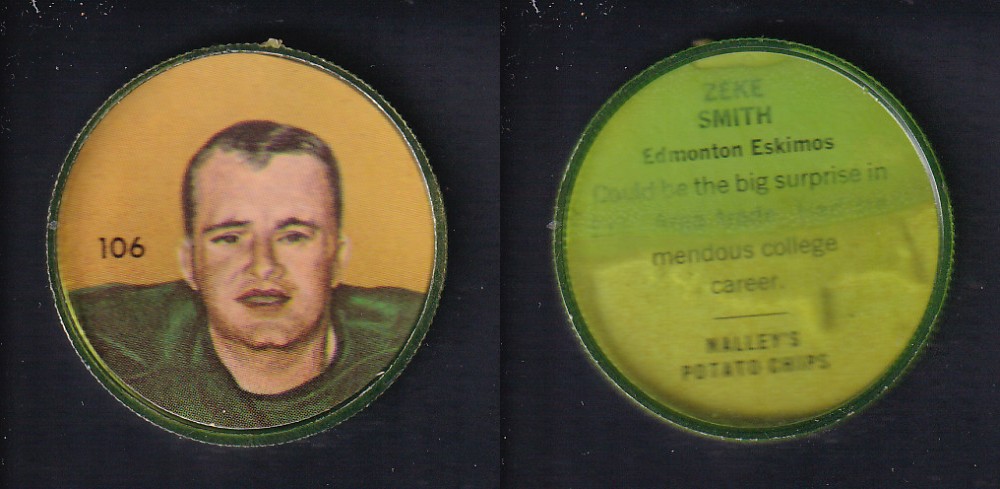 106
ZEKE
SMITH
Edmonton Eskimos
Could be the big surprise in
mendous college
career.
NALLEY'S
POTATO CHIPS